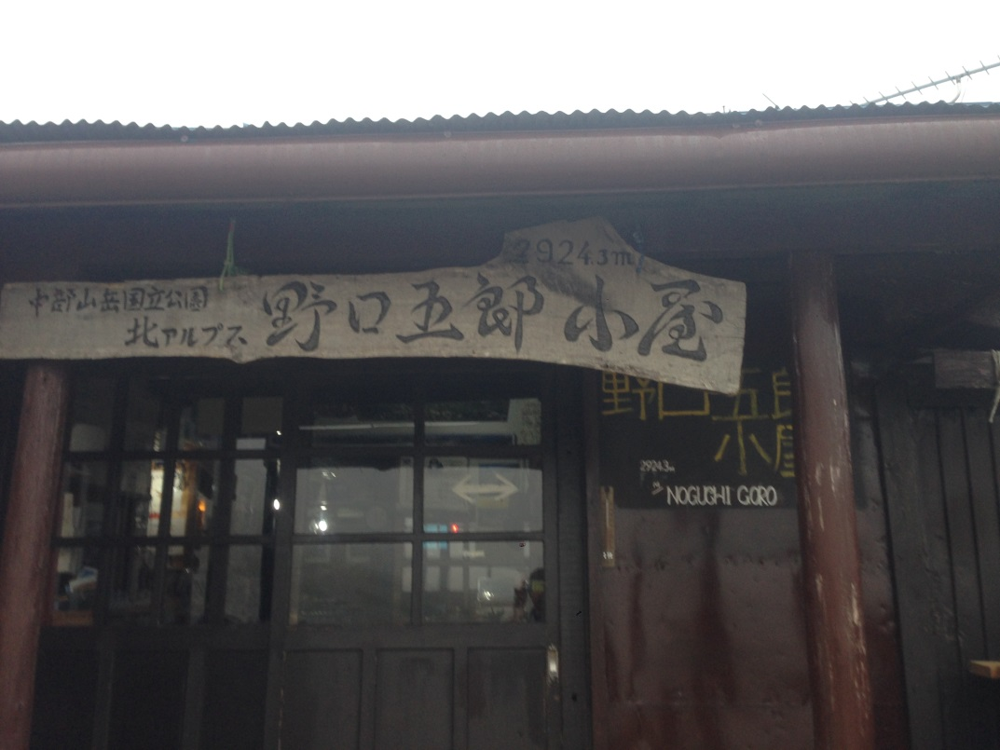 2924.3m
中部山岳国立公園
北アルプス
野口五郎小屋
野口五郎
小屋
2924.3m
NOGUCHI GORO